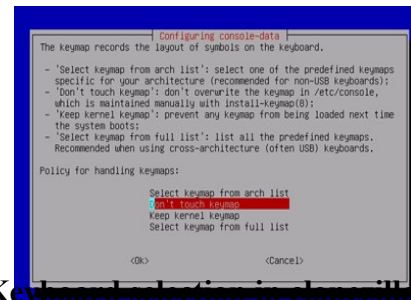 Configuring console-data
The keymap records the layout of symbols on the keyboard.
- 'Select keymap from arch list': select one of the predefined keymaps
specific for your architecture (recommended for non-USB keyboards);
- 'Don't touch keymap': don't overwrite the keymap in /etc/console,
which is maintained manually with install-keymap(8);
- 'Keep kernel keymap': prevent any keymap from being loaded next time
the system boots;
- 'Select keymap from full list': list all the predefined keymaps.
Recommended when using cross-architecture (often USB) keyboards.
Policy for handling keymaps:
Select keymap from arch list
Don't touch keymap
Keep kernel keymap
Select keymap from full list
<Ok> <Cancel>
Keyboard selection in clonezilla